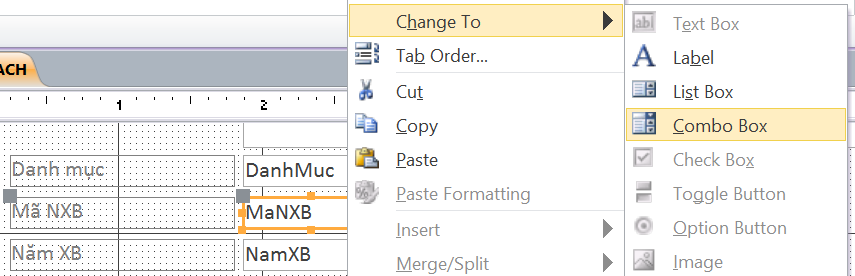 Change To
Text Box
Tab Order...
Label
ACH
Cut
List Box
1 2
Copy
Combo Box
Danh mục
DanhMuc
Paste
Check Box
Mã NXB
MaNXB
Paste Formatting
Toggle Button
Insert
Option Button
Năm XB
NamXB
Merge/Split
Image